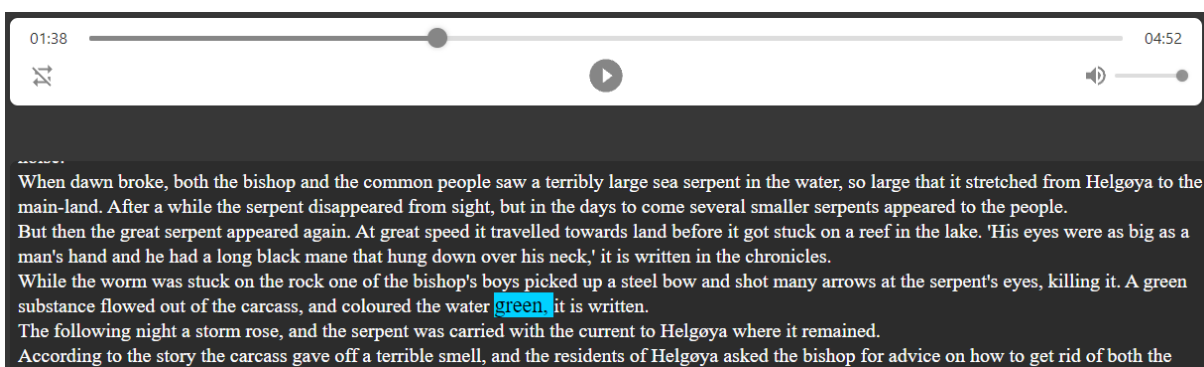 01:38
04:52
When dawn broke, both the bishop and the common people saw a terribly large sea serpent in the water, so large that it stretched from Helgøya to the
main-land. After a while the serpent disappeared from sight, but in the days to come several smaller serpents appeared to the people.
But then the great serpent appeared again. At great speed it travelled towards land before it got stuck on a reef in the lake. 'His eyes were as big as a
man's hand and he had a long black mane that hung down over his neck,' it is written in the chronicles.
While the worm was stuck on the rock one of the bishop's boys picked up a steel bow and shot many arrows at the serpent's eyes, killing it. A green
substance flowed out of the carcass, and coloured the water green, it is written.
The following night a storm rose, and the serpent was carried with the current to Helgøya where it remained.
According to the story the carcass gave off a terrible smell, and the residents of Helgøya asked the bishop for advice on how to get rid of both the